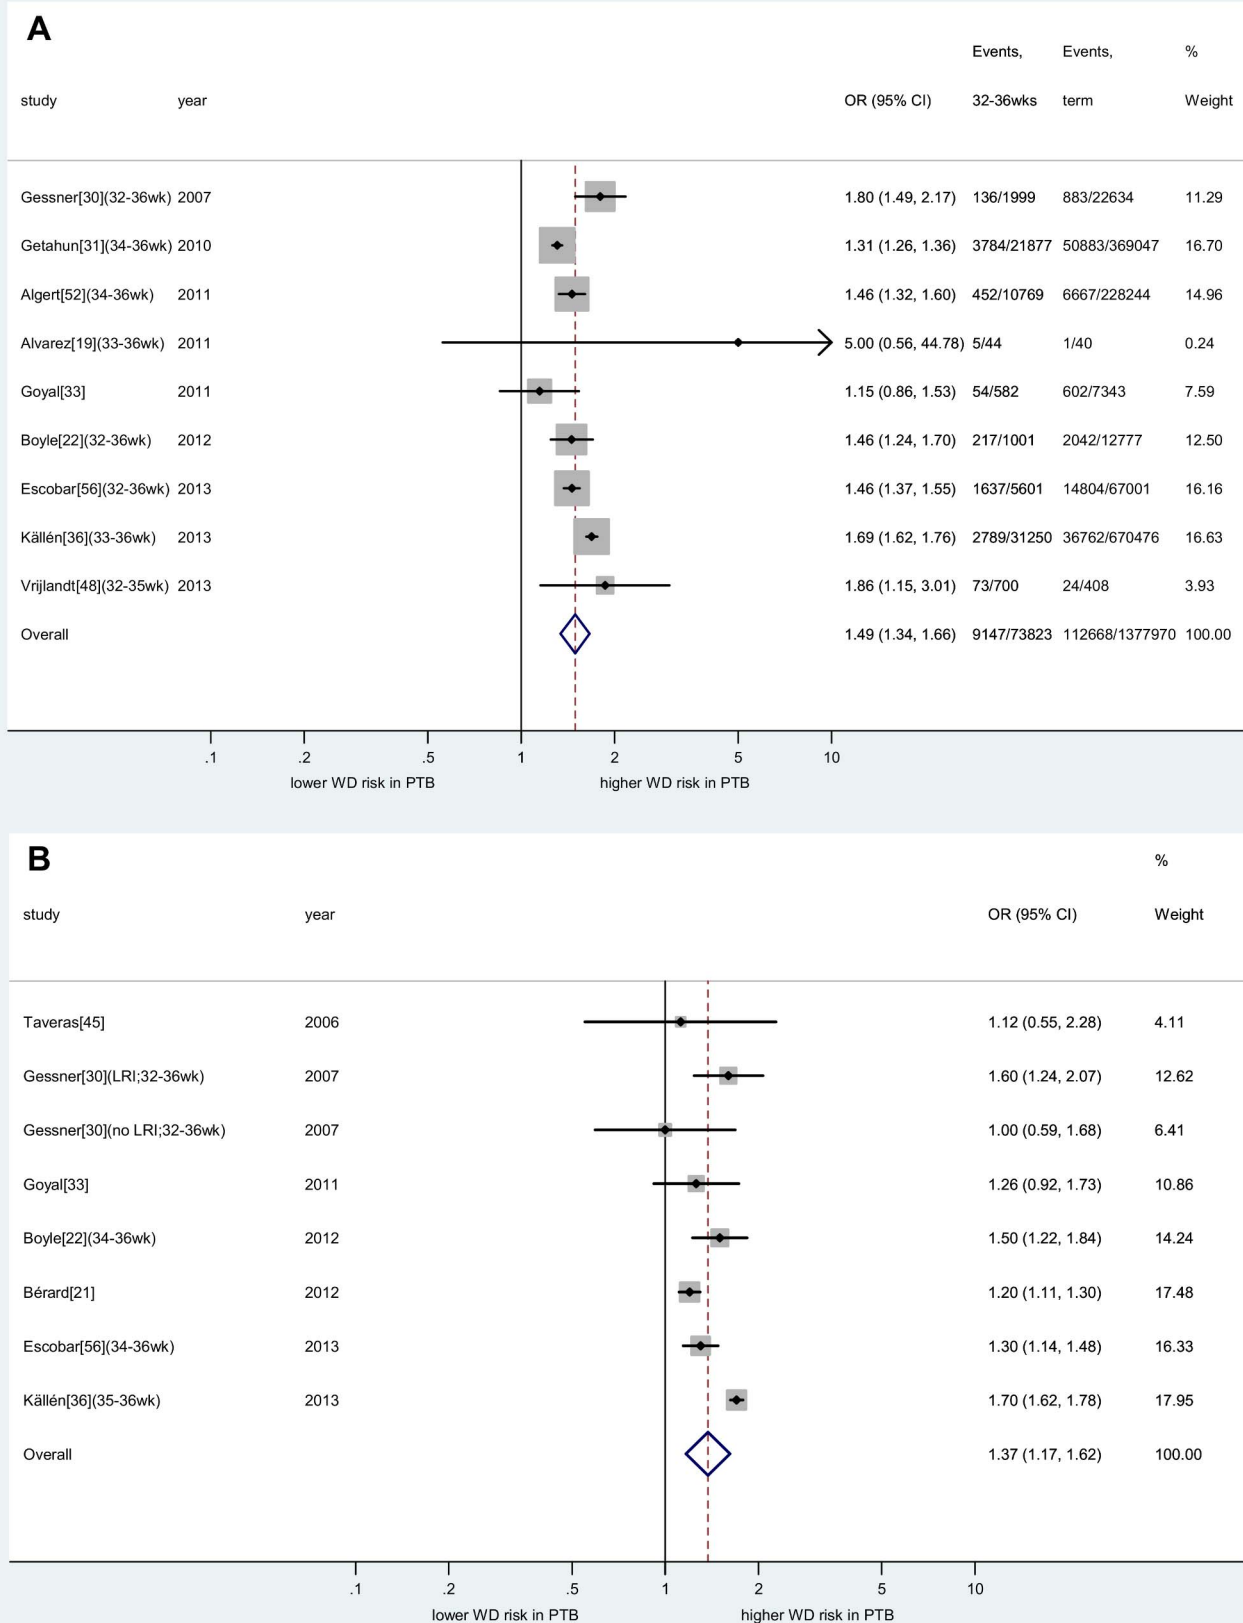 A
Events, Events, %
study year OR (95% CI) 32-36wks term Weight
Gessner[30](32-36wk) 2007 1.80 (1.49, 2.17) 136/1999 883/22634 11.29
Getahun[31](34-36wk) 2010 1.31 (1.26, 1.36) 3784/21877 50883/369047 16.70
Algert[52](34-36wk) 2011 1.46 (1.32, 1.60) 452/10769 6667/228244 14.96
Alvarez[19](33-36wk) 2011 5.00 (0.56, 44.78) 5/44 1/40 0.24
Goyal[33] 2011 1.15 (0.86, 1.53) 54/582 602/7343 7.59
Boyle[22](32-36wk) 2012 1.46 (1.24, 1.70) 217/1001 2042/12777 12.50
Escobar[56](32-36wk) 2013 1.46 (1.37, 1.55) 1637/5601 14804/67001 16.16
Källén[36](33-36wk) 2013 1.69 (1.62, 1.76) 2789/31250 36762/670476 16.63
Vrijlandt[48](32-35wk) 2013 1.86 (1.15, 3.01) 73/700 24/408 3.93
Overall 1.49 (1.34, 1.66) 9147/73823 112668/1377970 100.00
.1 .2 .5 1 2 5 10
lower WD risk in PTB higher WD risk in PTB
B
%
study year OR (95% CI) Weight
Taveras[45] 2006 1.12 (0.55, 2.28) 4.11
Gessner[30](LRI;32-36wk) 2007 1.60 (1.24, 2.07) 12.62
Gessner[30](no LRI;32-36wk) 2007 1.00 (0.59, 1.68) 6.41
Goyal[33] 2011 1.26 (0.92, 1.73) 10.86
Boyle[22](34-36wk) 2012 1.50 (1.22, 1.84) 14.24
Bérard[21] 2012 1.20 (1.11, 1.30) 17.48
Escobar[56](34-36wk) 2013 1.30 (1.14, 1.48) 16.33
Källén[36](35-36wk) 2013 1.70 (1.62, 1.78) 17.95
Overall 1.37 (1.17, 1.62) 100.00
.1 .2 .5 1 2 5 10
lower WD risk in PTB higher WD risk in PTB